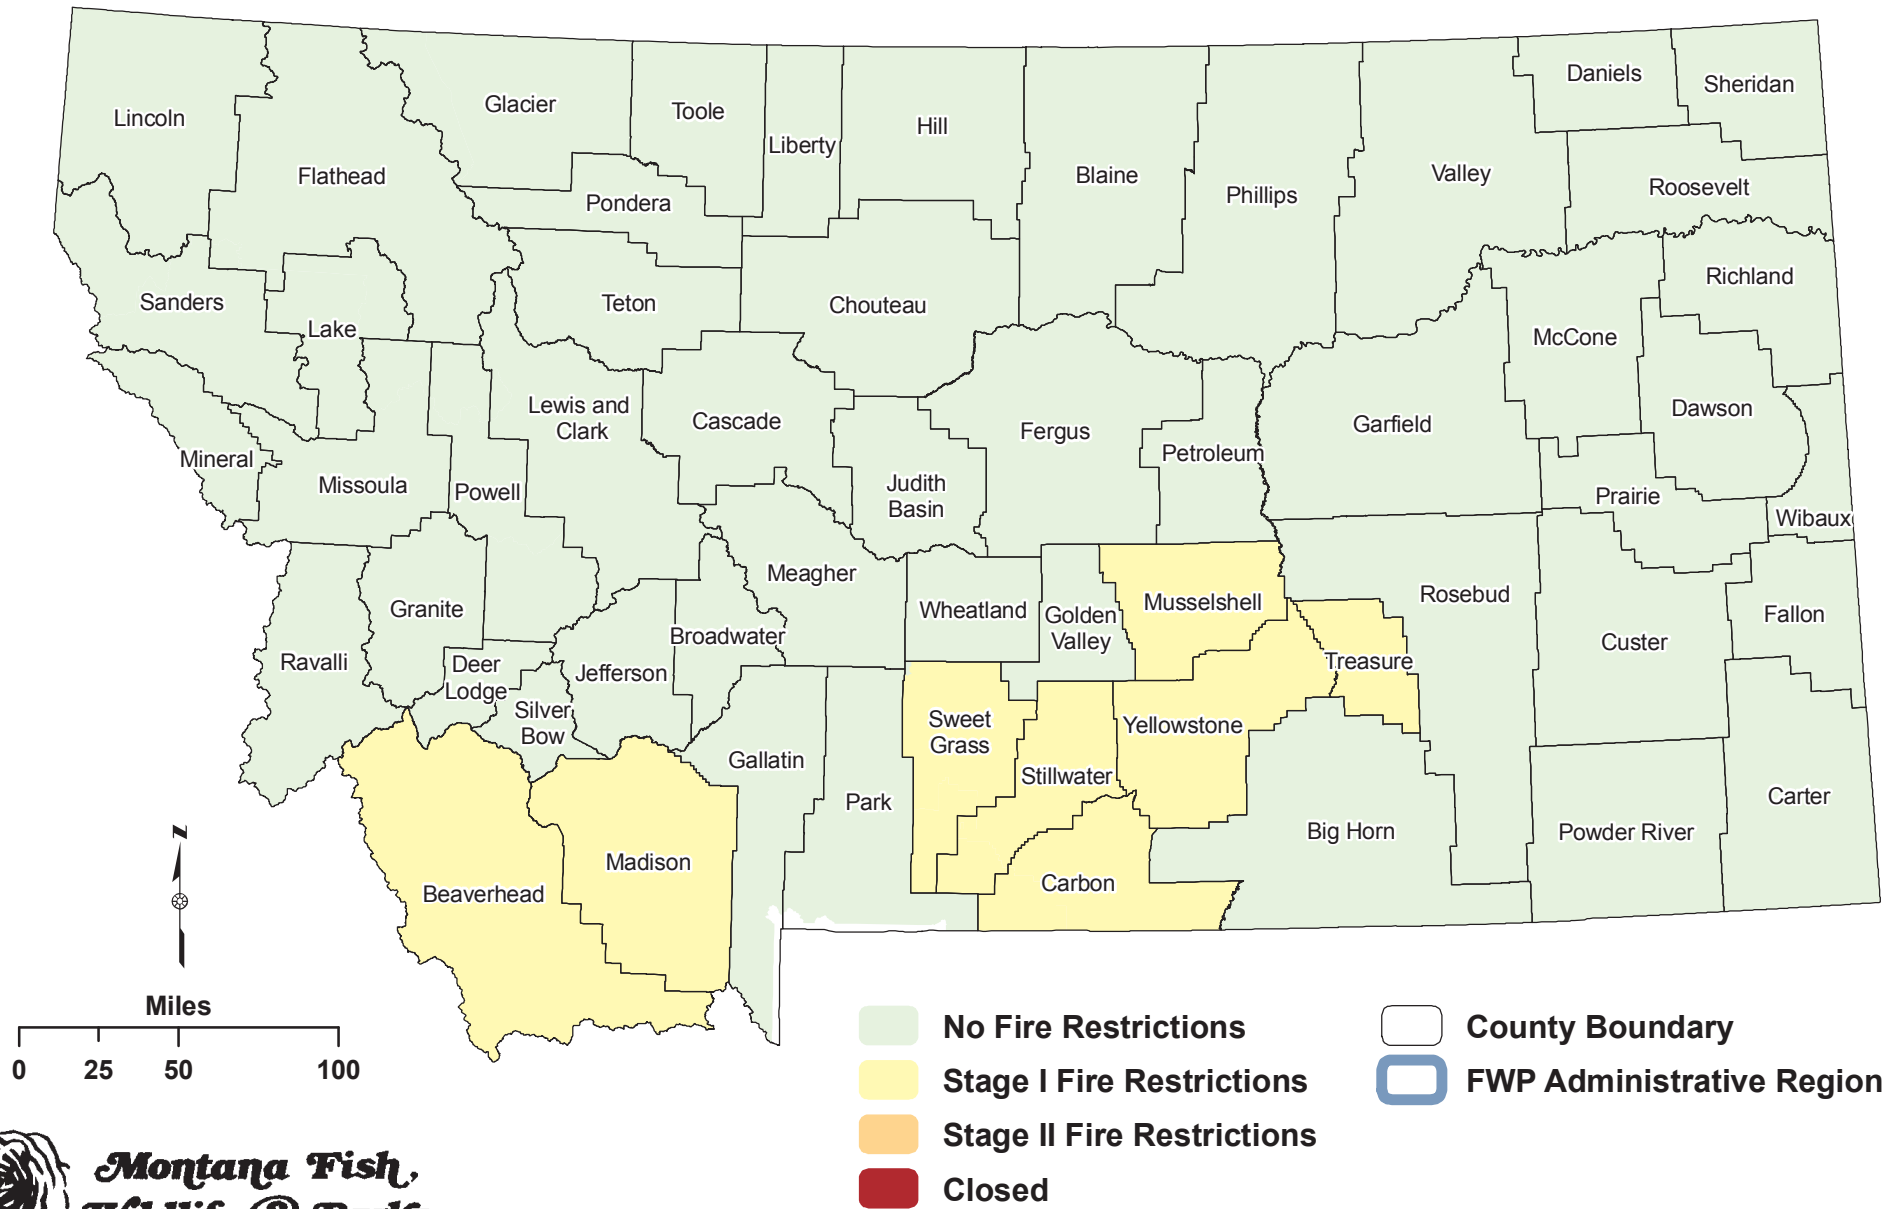 Lincoln
Flathead
Glacier
Toole
Liberty
Hill
Blaine
Phillips
Valley
Daniels
Sheridan
Roosevelt
Pondera
Sanders
Lake
Teton
Chouteau
McCone
Richland
Dawson
Mineral
Missoula
Powell
Lewis and
Clark
Cascade
Judith
Basin
Fergus
Petroleum
Garfield
Prairie
Wibaux
Ravalli
Granite
Deer
Lodge
Silver
Bow
Jefferson
Broadwater
Meagher
Wheatland
Golden
Valley
Musselshell
Treasure
Rosebud
Custer
Fallon
Beaverhead
Madison
Gallatin
Park
Sweet
Grass
Stillwater
Yellowstone
Carbon
Big Horn
Powder River
Carter
N
Miles
0 25 50 100
No Fire Restrictions
Stage I Fire Restrictions
Stage II Fire Restrictions
Closed
County Boundary
FWP Administrative Region
Montana Fish,